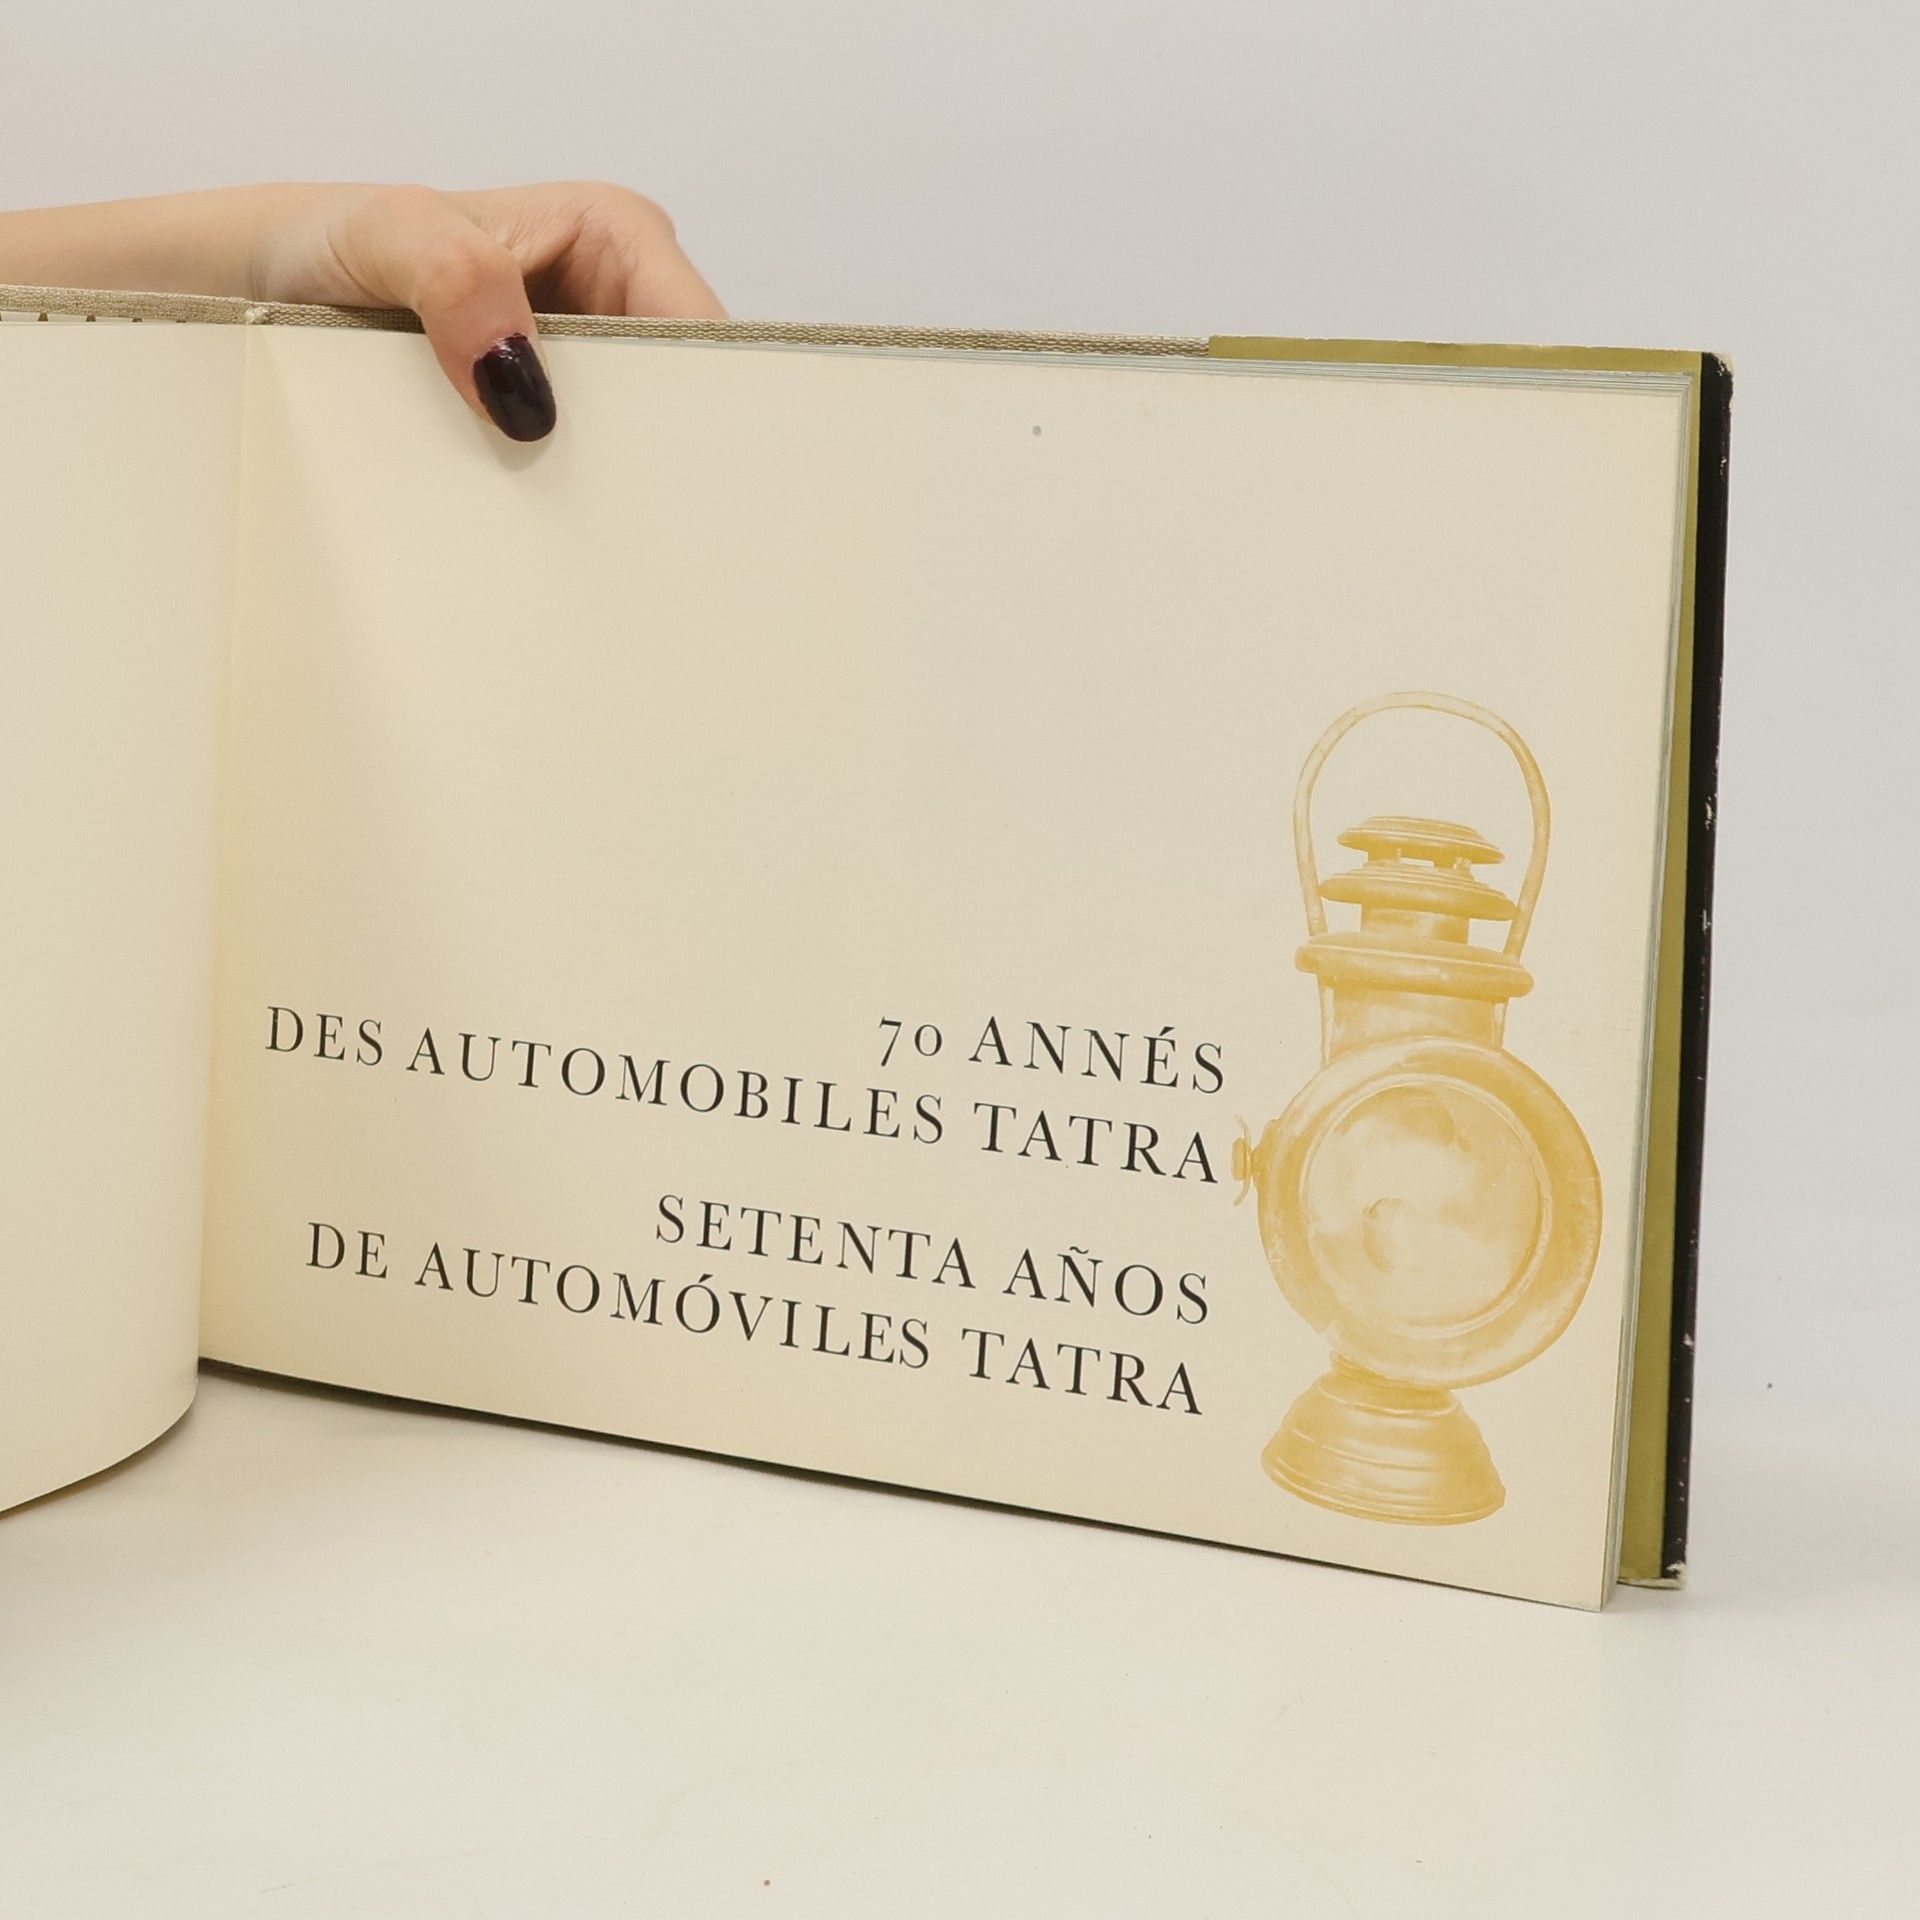 70 ANNÉS
DES AUTOMOBILES TATRA
SETENTA AÑOS
DE AUTOMÓVILES TATRA